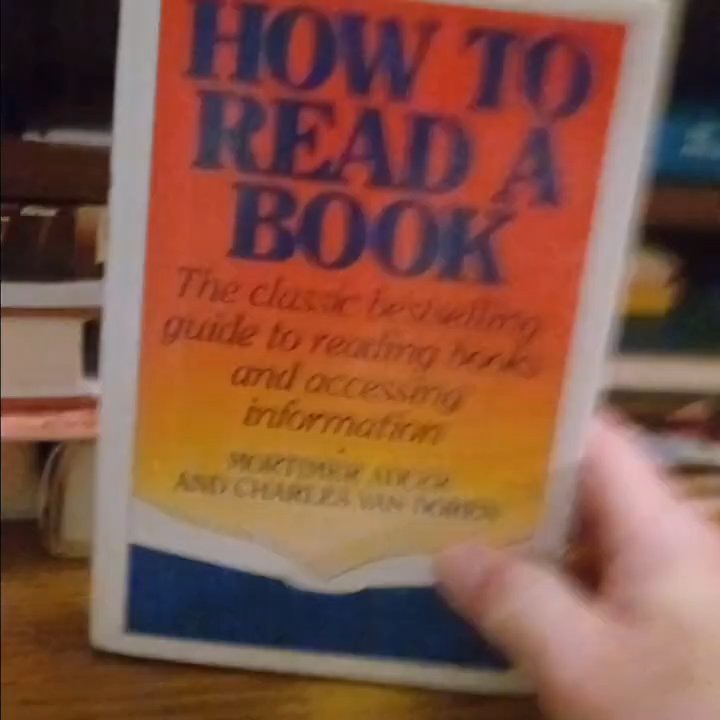 HOW TO
READ A
BOOK
The classic bestselling
guide to reading books
and accessing
information
MORTIMER ADLER
AND CHARLES VAN DOREN